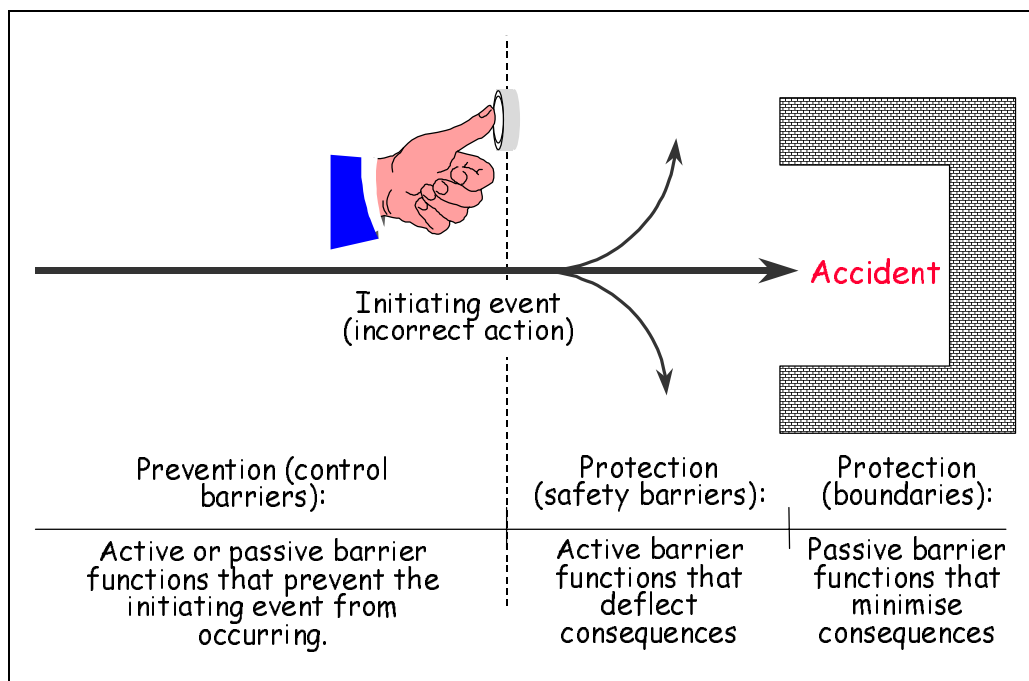 Accident
Initiating event
(incorrect action)
Prevention (control
barriers):
Protection
(safety barriers):
Protection
(boundaries):
Active or passive barrier
functions that prevent the
initiating event from
occurring.
Active barrier
functions that
deflect
consequences
Passive barrier
functions that
minimise
consequences